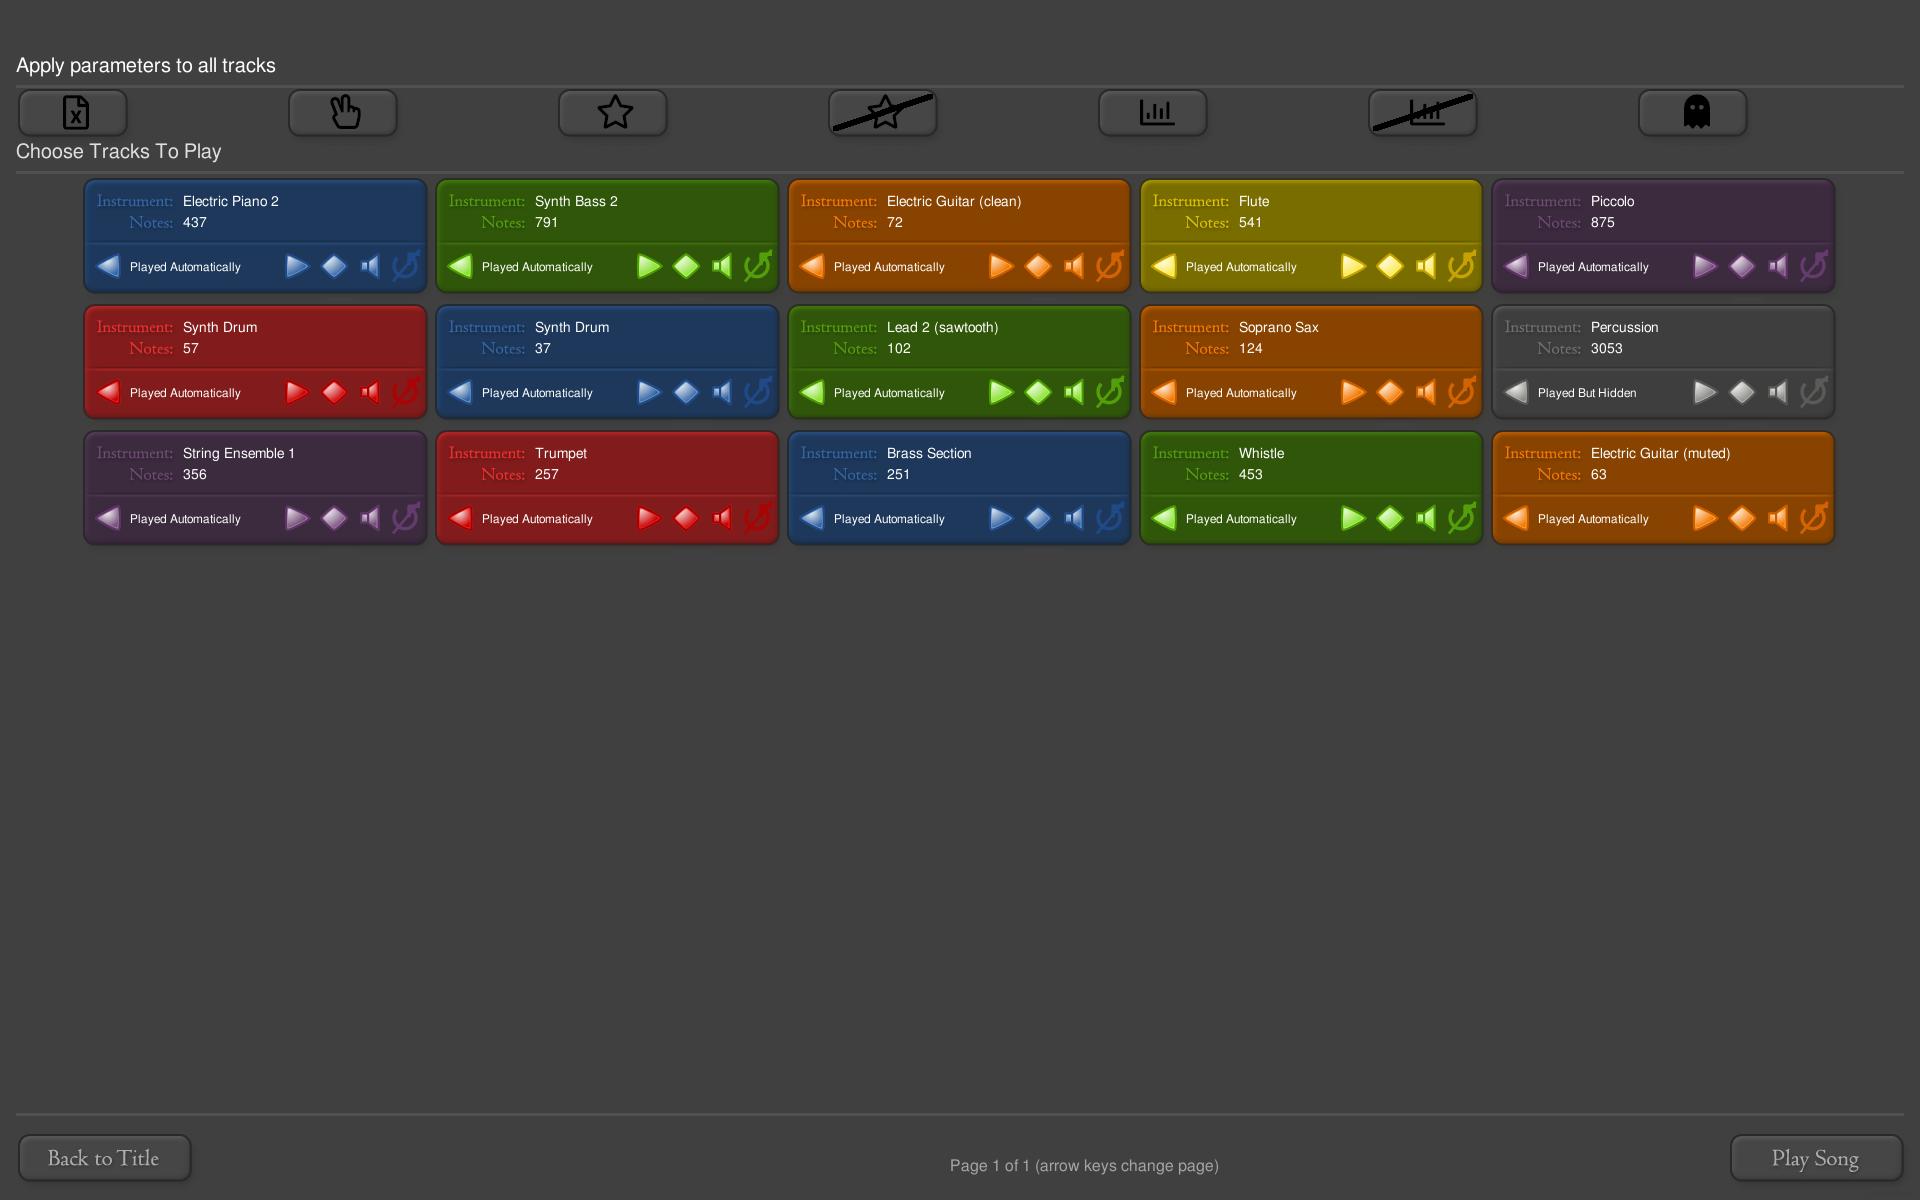 Apply parameters to all tracks
Choose Tracks To Play
Instrument: Electric Piano 2
Notes: 437
Played Automatically
Instrument: Synth Bass 2
Notes: 791
Played Automatically
Instrument: Electric Guitar (clean)
Notes: 72
Played Automatically
Instrument: Flute
Notes: 541
Played Automatically
Instrument: Piccolo
Notes: 875
Played Automatically
Instrument: Synth Drum
Notes: 57
Played Automatically
Instrument: Synth Drum
Notes: 37
Played Automatically
Instrument: Lead 2 (sawtooth)
Notes: 102
Played Automatically
Instrument: Soprano Sax
Notes: 124
Played Automatically
Instrument: Percussion
Notes: 3053
Played But Hidden
Instrument: String Ensemble 1
Notes: 356
Played Automatically
Instrument: Trumpet
Notes: 257
Played Automatically
Instrument: Brass Section
Notes: 251
Played Automatically
Instrument: Whistle
Notes: 453
Played Automatically
Instrument: Electric Guitar (muted)
Notes: 63
Played Automatically
Back to Title
Page 1 of 1 (arrow keys change page)
Play Song